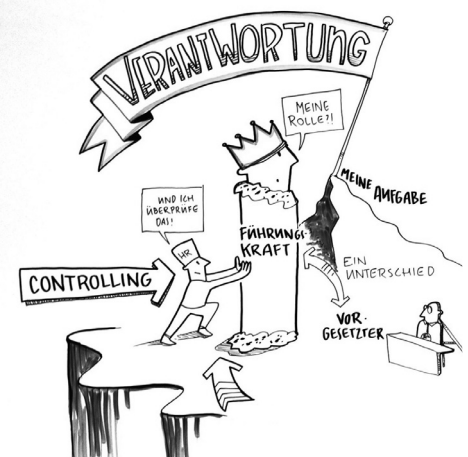 VERANTWORTUNG
MEINE
ROLLE?!
MEINE AUFGABE
UND ICH
ÜBERPRÜFE
DAS!
HR
FÜHRUNGS-
KRAFT
CONTROLLING
EIN
UNTERSCHIED
VOR-
GESETZTER